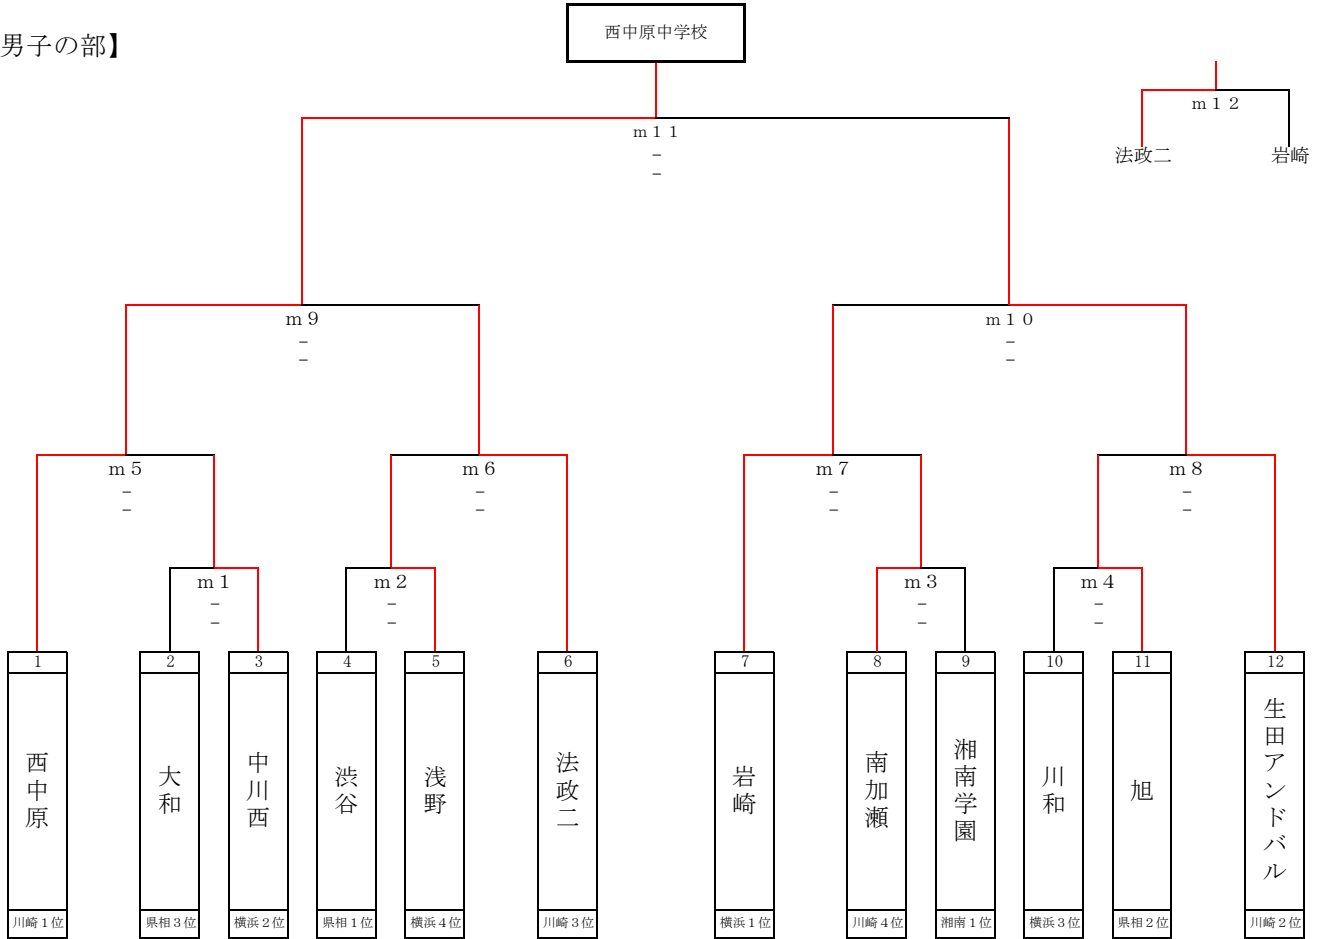 西中原中学校
男子の部】
m１２
法政二
岩崎
m１１
－
－
m９
－
－
m１０
－
－
m５
－
－
m６
－
－
m７
－
－
m８
－
－
m１
－
－
m２
－
－
m３
－
－
m４
－
－
1
2
3
4
5
6
7
8
9
10
11
12
西中原
大和
中川西
渋谷
浅野
法政二
岩崎
南加瀬
湘南学園
川和
旭
生田アンドバル
川崎１位
県相３位
横浜２位
県相１位
横浜４位
川崎３位
横浜１位
川崎４位
湘南１位
横浜３位
県相２位
川崎２位